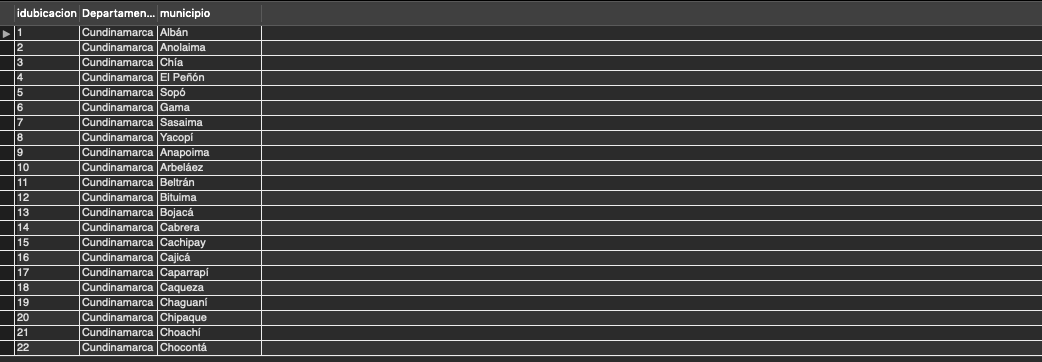 idubicacion Departamen... municipio
1 Cundinamarca Albán
2 Cundinamarca Anolaima
3 Cundinamarca Chía
4 Cundinamarca El Peñón
5 Cundinamarca Sopó
6 Cundinamarca Gama
7 Cundinamarca Sasaima
8 Cundinamarca Yacopí
9 Cundinamarca Anapoima
10 Cundinamarca Arbeláez
11 Cundinamarca Beltrán
12 Cundinamarca Bituima
13 Cundinamarca Bojacá
14 Cundinamarca Cabrera
15 Cundinamarca Cachipay
16 Cundinamarca Cajicá
17 Cundinamarca Caparrapí
18 Cundinamarca Caqueza
19 Cundinamarca Chaguaní
20 Cundinamarca Chipaque
21 Cundinamarca Choachí
22 Cundinamarca Chocontá